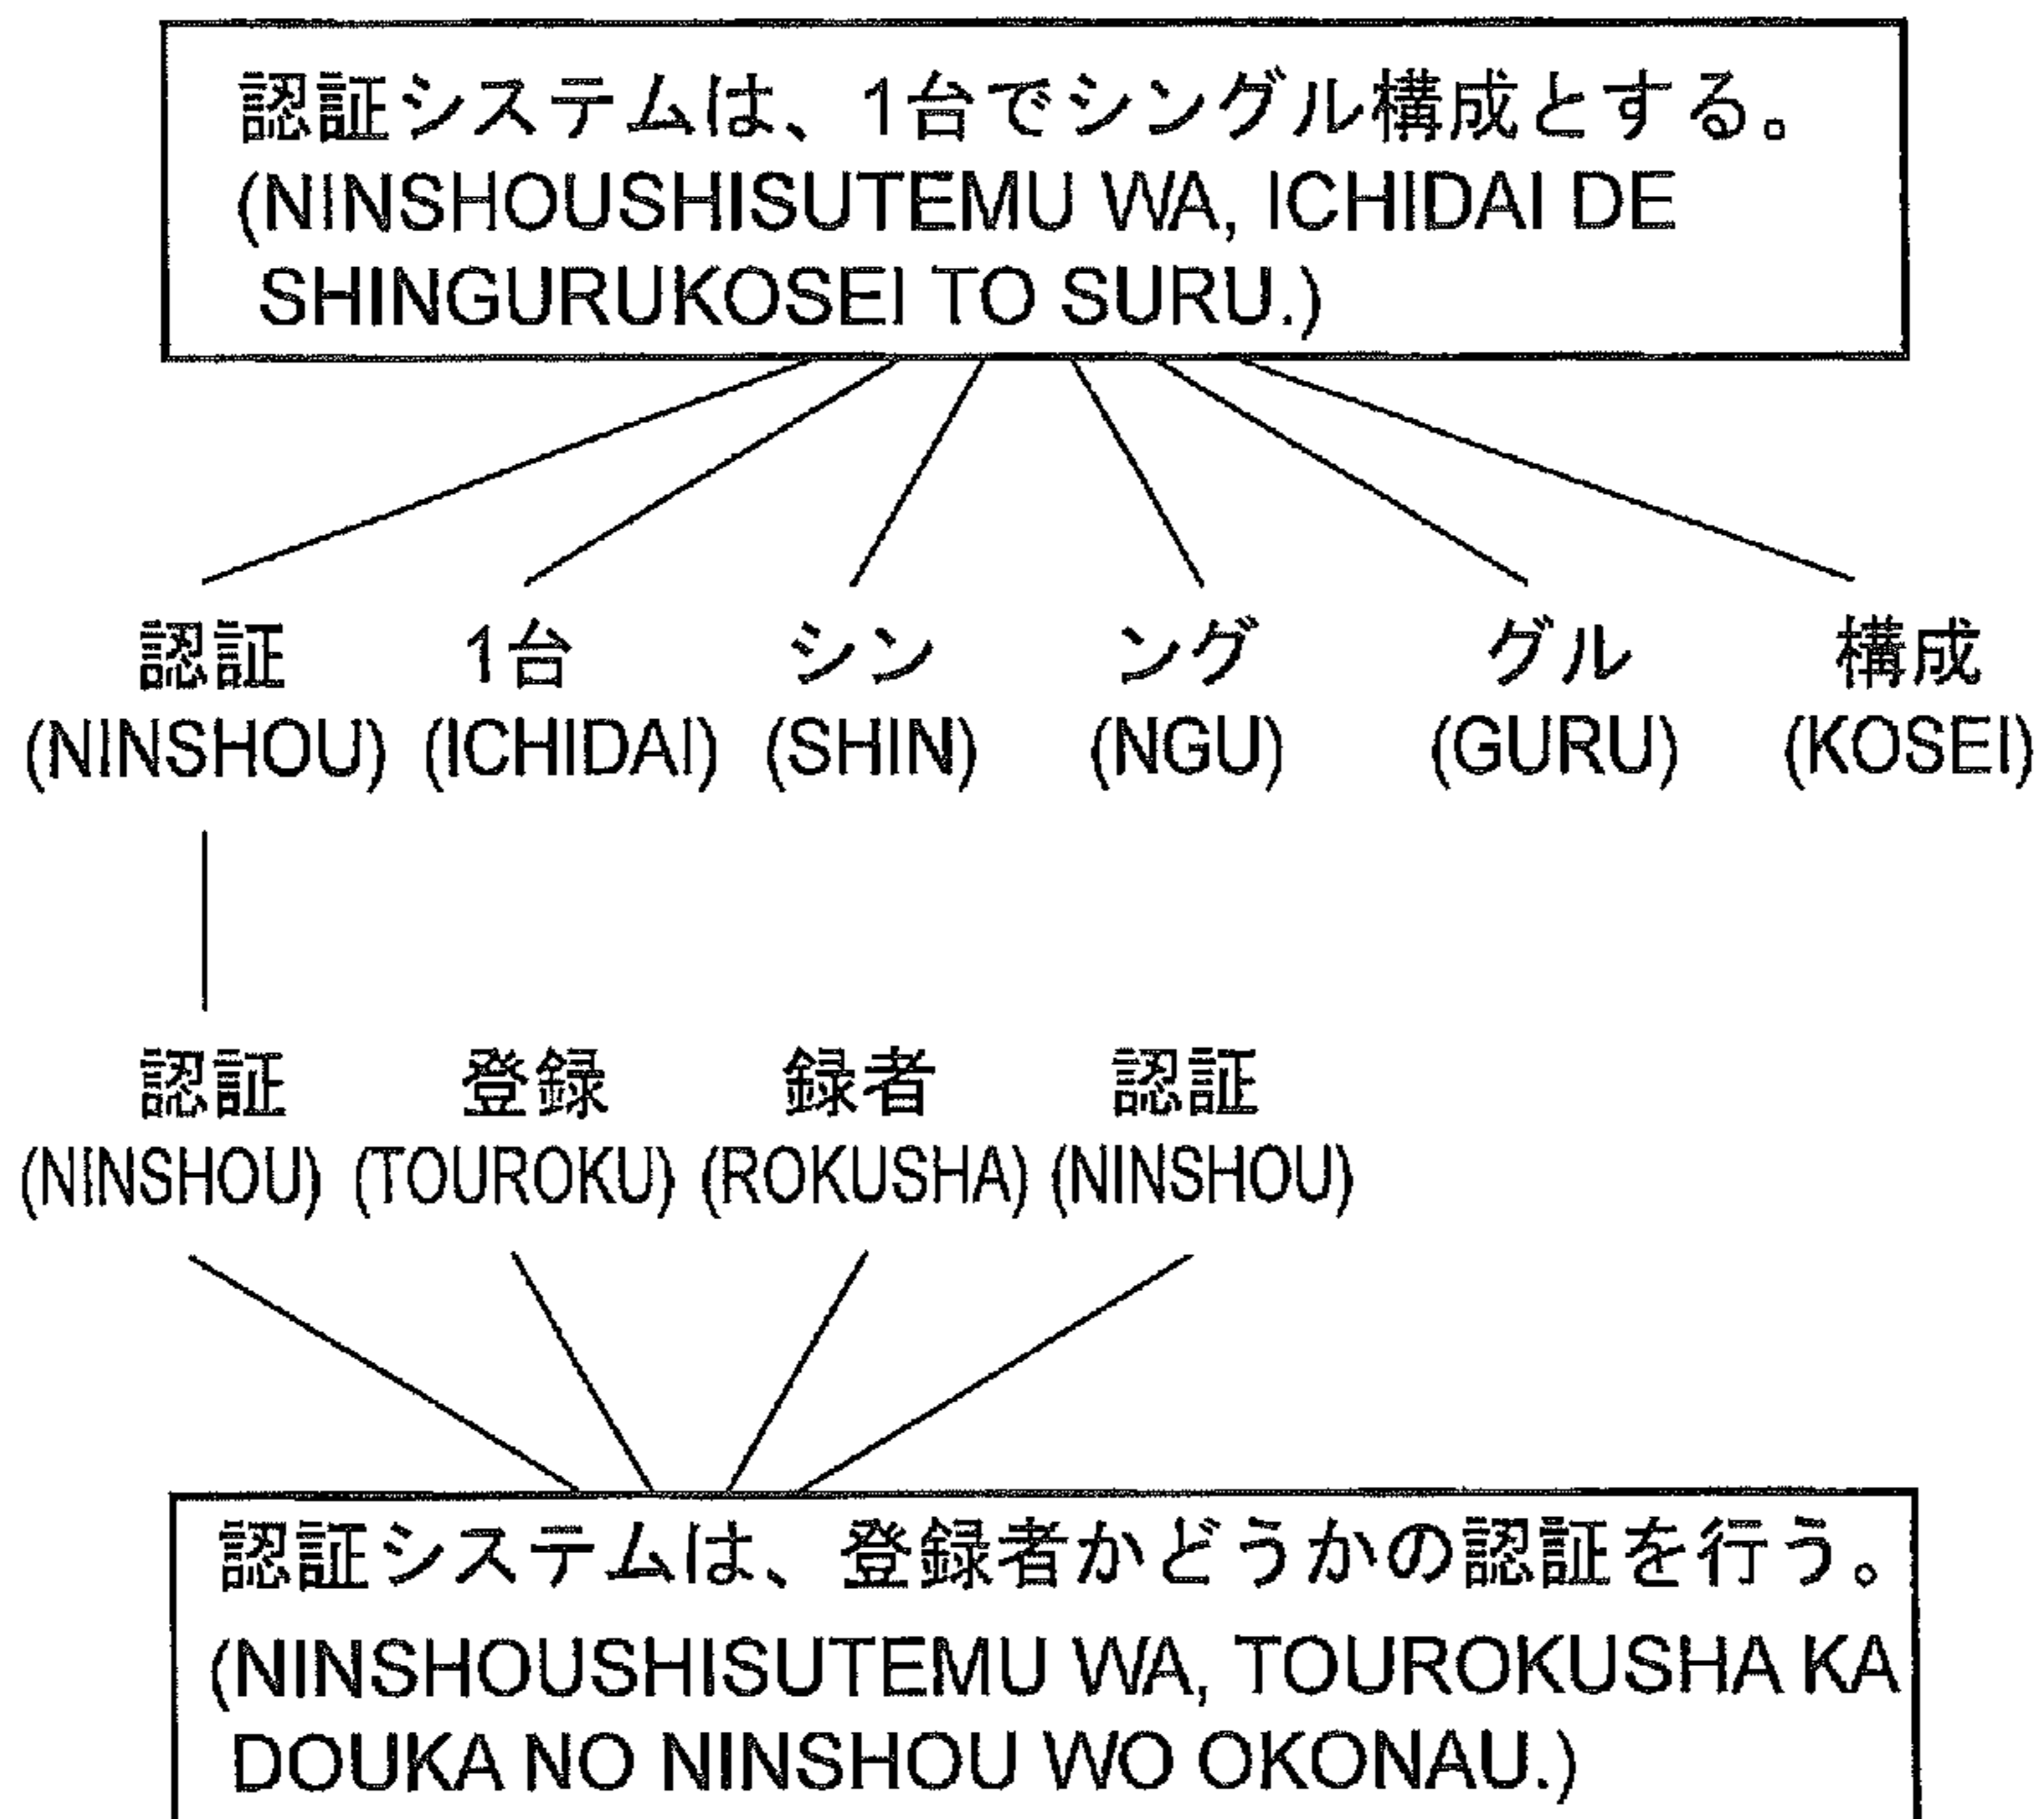 認証システムは、1台でシングル構成とする。
(NINSHOUSHISUTEMU WA, ICHIDAI DE
SHINGURUKOSEI TO SURU.)
認証 1台 シン ング グル 構成
(NINSHOU) (ICHIDAI) (SHIN) (NGU) (GURU) (KOSEI)
認証 登録 録者 認証
(NINSHOU) (TOUROKU) (ROKUSHA) (NINSHOU)
認証システムは、登録者かどうかの認証を行う。
(NINSHOUSHISUTEMU WA, TOUROKUSHA KA
DOUKA NO NINSHOU WO OKONAU.)